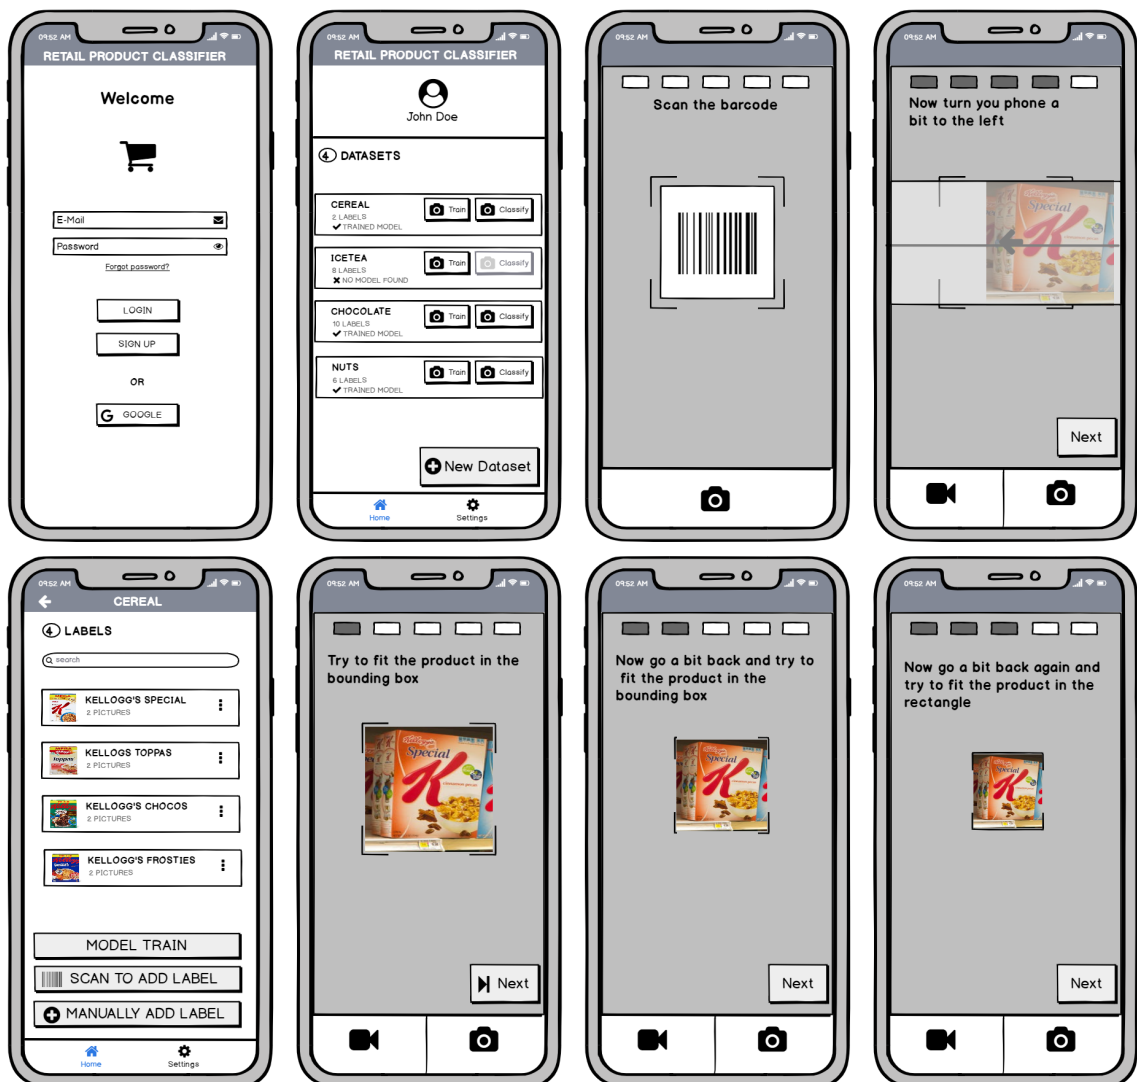 09:52 AM
RETAIL PRODUCT CLASSIFIER
Welcome
E-Mail
Password
Forgot password?
LOGIN
SIGN UP
OR
G GOOGLE
09:52 AM
RETAIL PRODUCT CLASSIFIER
John Doe
4 DATASETS
CEREAL
2 LABELS
TRAINED MODEL
Train
Classify
ICETEA
8 LABELS
NO MODEL FOUND
Train
Classify
CHOCOLATE
10 LABELS
TRAINED MODEL
Train
Classify
NUTS
6 LABELS
TRAINED MODEL
Train
Classify
New Dataset
Home
Settings
09:52 AM
Scan the barcode
09:52 AM
Now turn you phone a
bit to the left
Kellogg's
Special
K
Next
09:52 AM
CEREAL
4 LABELS
search
KELLOGG'S SPECIAL
2 PICTURES
KELLOGS TOPPAS
2 PICTURES
Toppas
KELLOGG'S CHOCOS
2 PICTURES
KELLOGG'S FROSTIES
2 PICTURES
MODEL TRAIN
SCAN TO ADD LABEL
MANUALLY ADD LABEL
Home
Settings
09:52 AM
Try to fit the product in the
bounding box
Kellogg's
Special
K
Next
09:52 AM
Now go a bit back and try to
fit the product in the
bounding box
Special
K
Next
09:52 AM
Now go a bit back again and
try to fit the product in the
rectangle
Special
K
Next